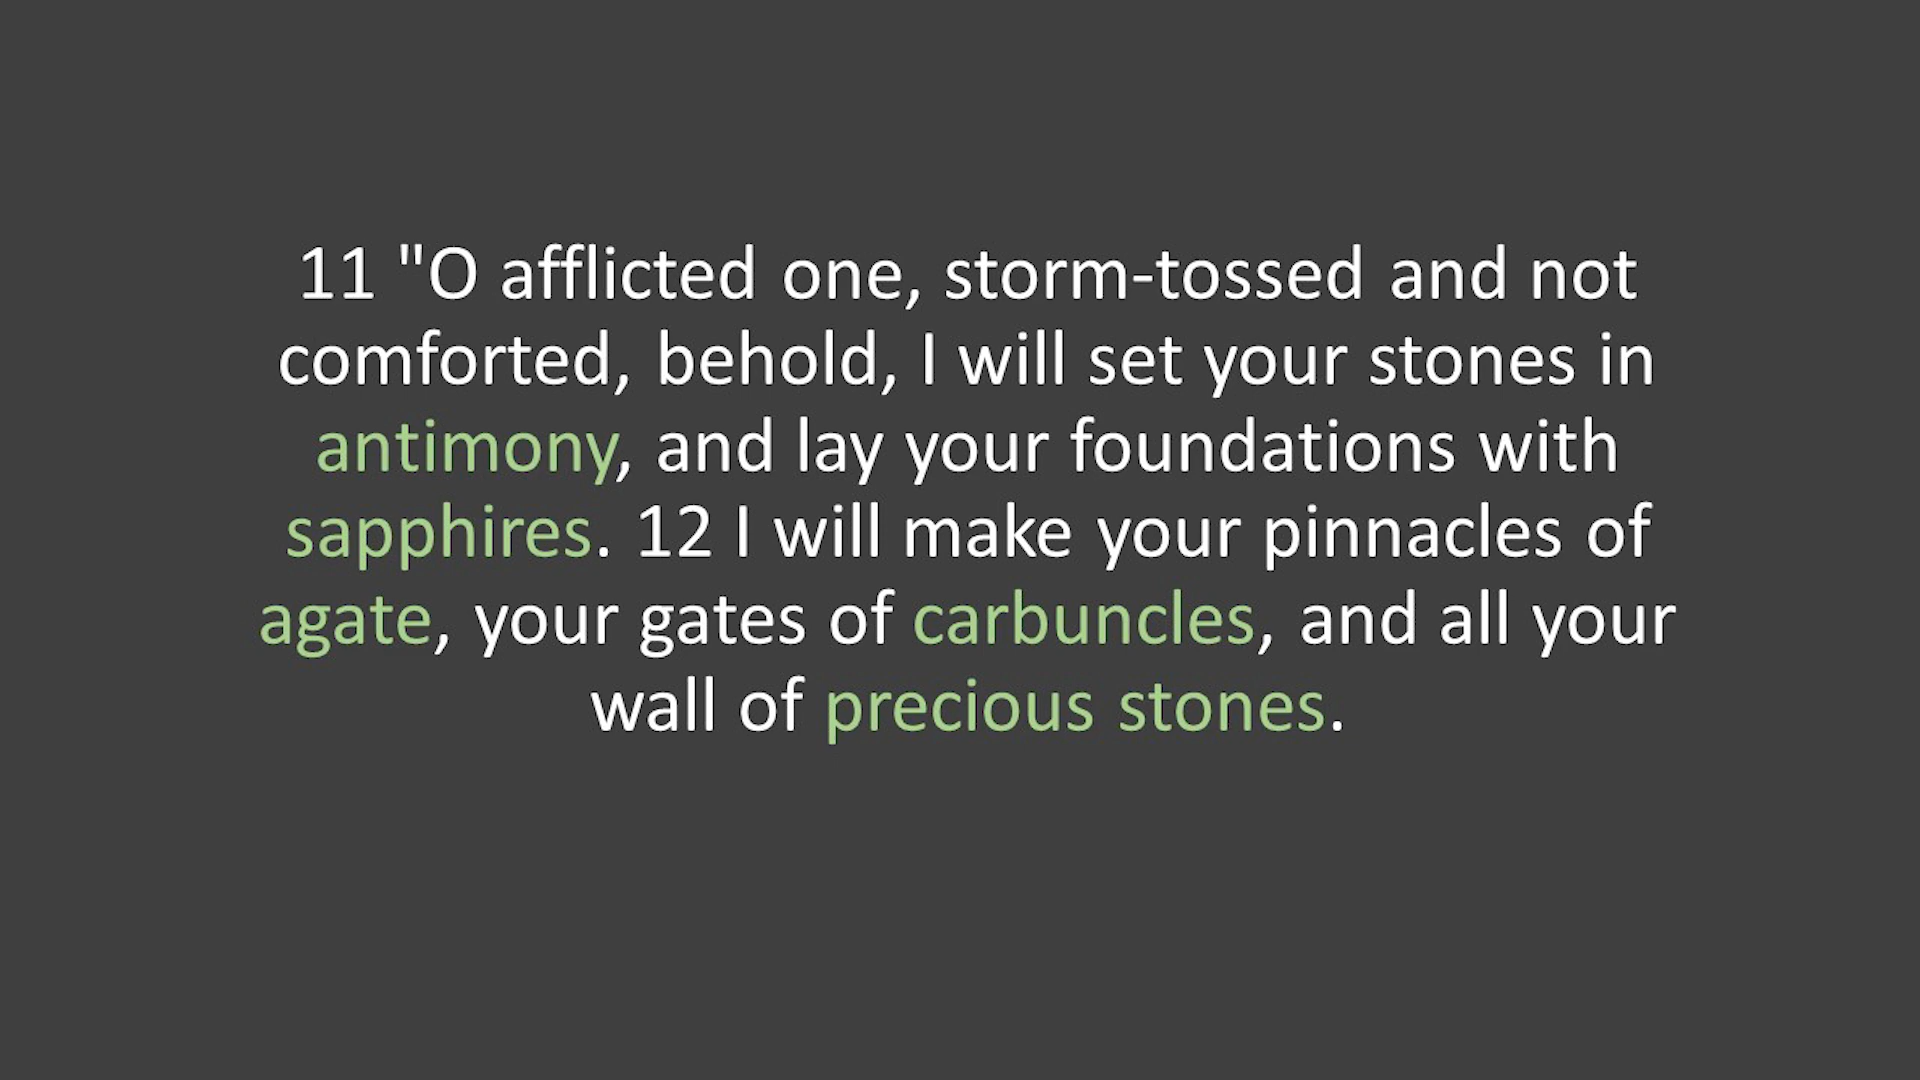 11 "O afflicted one, storm-tossed and not
comforted, behold, I will set your stones in
antimony, and lay your foundations with
sapphires. 12 I will make your pinnacles of
agate, your gates of carbuncles, and all your
wall of precious stones.